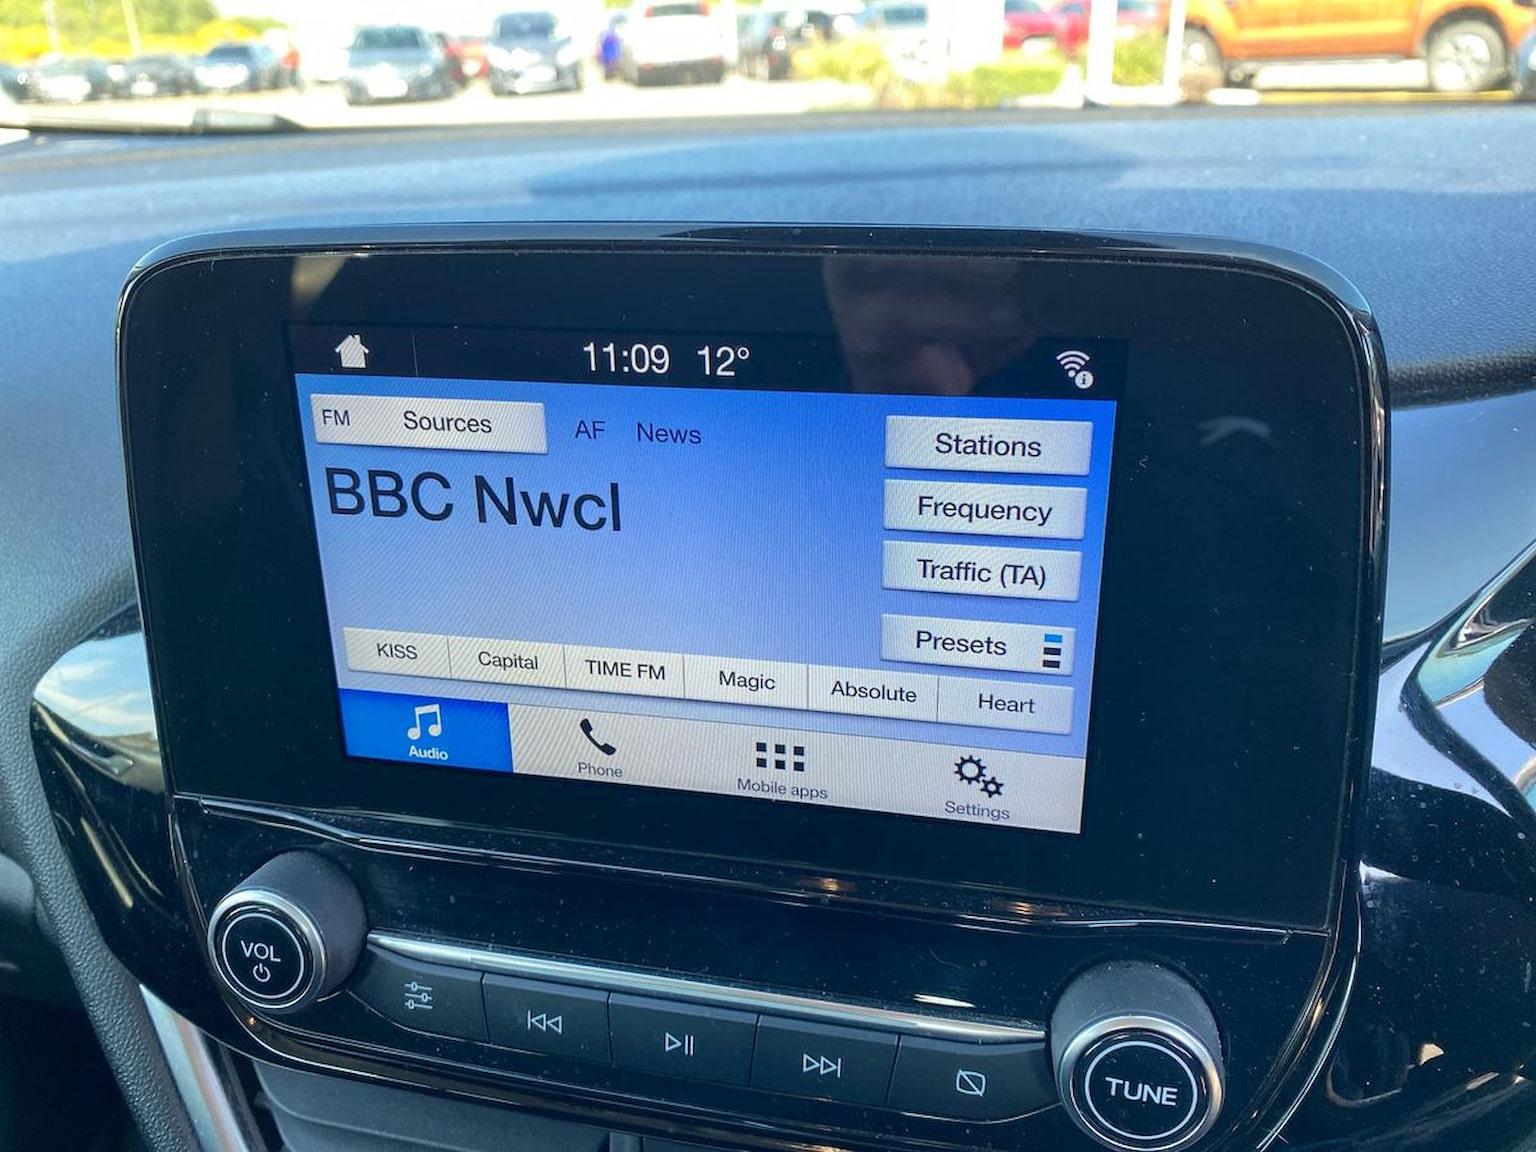 11:09 12°
FM Sources AF News
Stations
BBC Nwcl
Frequency
Traffic (TA)
Presets
KISS Capital TIME FM Magic Absolute Heart
Audio Phone Mobile apps Settings
VOL
TUNE